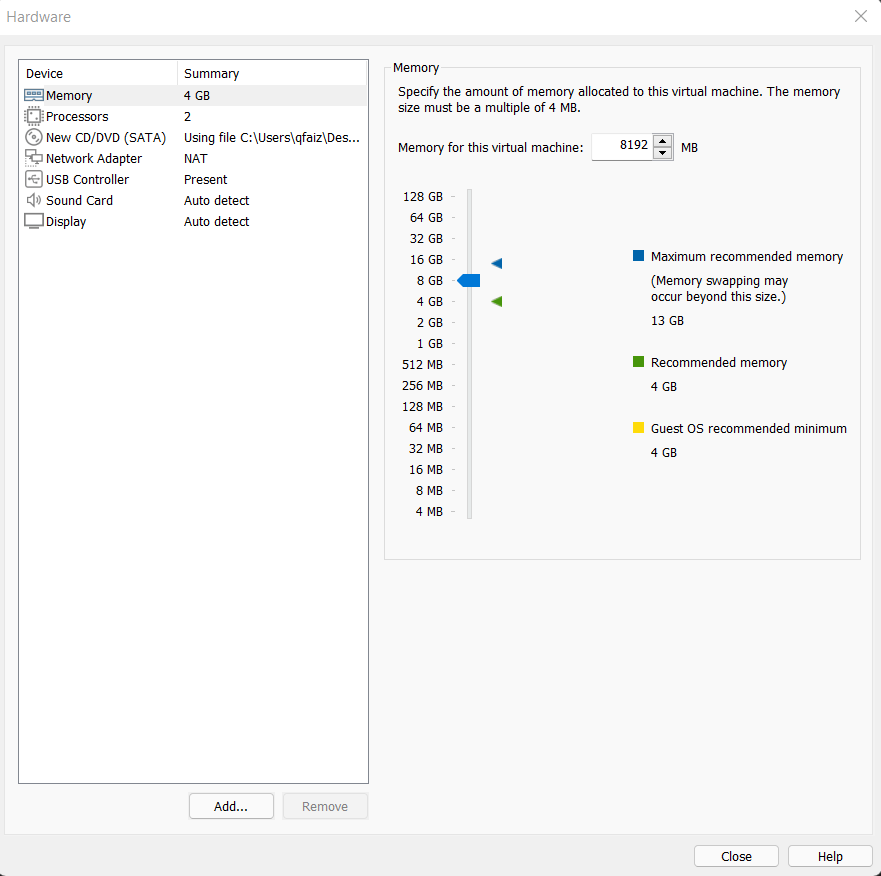 Hardware
Device Summary
Memory 4 GB
Processors 2
New CD/DVD (SATA) Using file C:\Users\qfaiz\Des...
Network Adapter NAT
USB Controller Present
Sound Card Auto detect
Display Auto detect
Add...
Remove
Memory
Specify the amount of memory allocated to this virtual machine. The memory
size must be a multiple of 4 MB.
Memory for this virtual machine: 8192 MB
128 GB
64 GB
32 GB
16 GB
8 GB
4 GB
2 GB
1 GB
512 MB
256 MB
128 MB
64 MB
32 MB
16 MB
8 MB
4 MB
Maximum recommended memory
(Memory swapping may
occur beyond this size.)
13 GB
Recommended memory
4 GB
Guest OS recommended minimum
4 GB
Close
Help